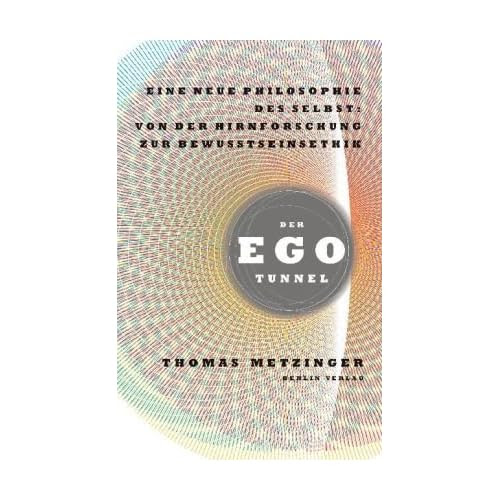 EINE NEUE PHILOSOPHIE
DES SELBST:
VON DER HIRNFORSCHUNG
ZUR BEWUSSTSEINSETHIK
DER
EGO
TUNNEL
THOMAS METZINGER
BERLIN VERLAG